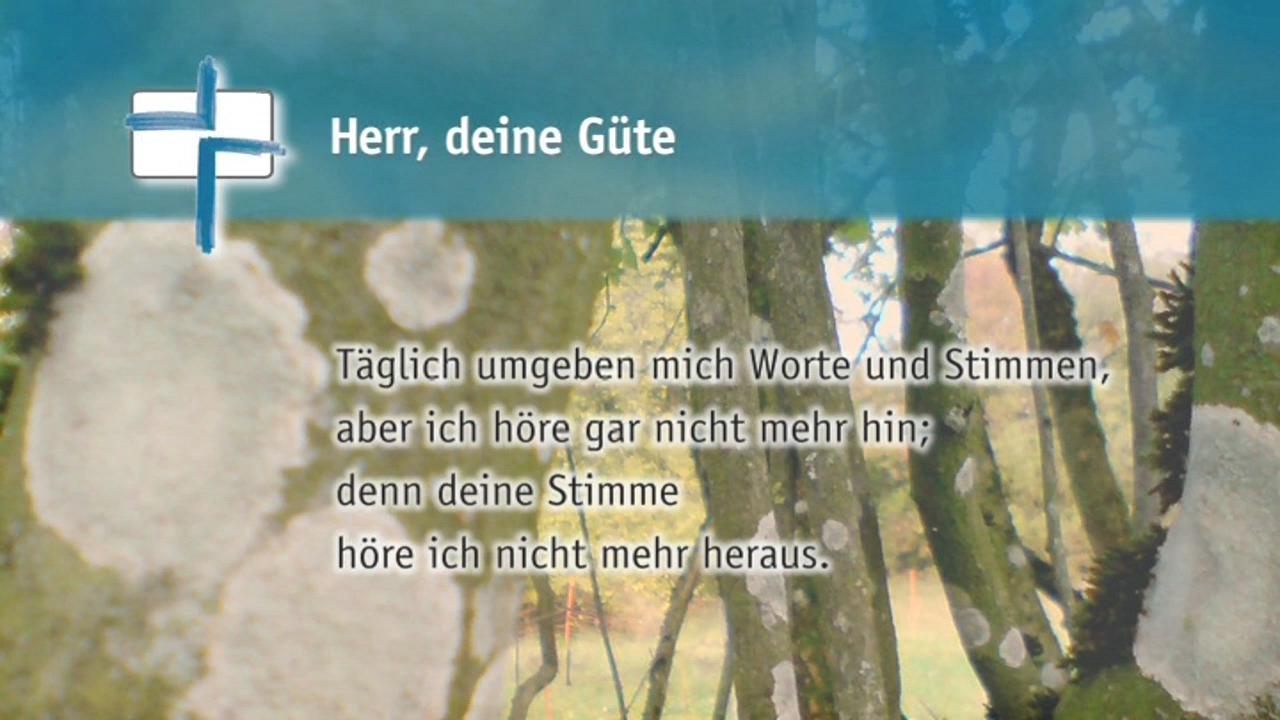 Herr, deine Güte
Täglich umgeben mich Worte und Stimmen,
aber ich höre gar nicht mehr hin;
denn deine Stimme
höre ich nicht mehr heraus.